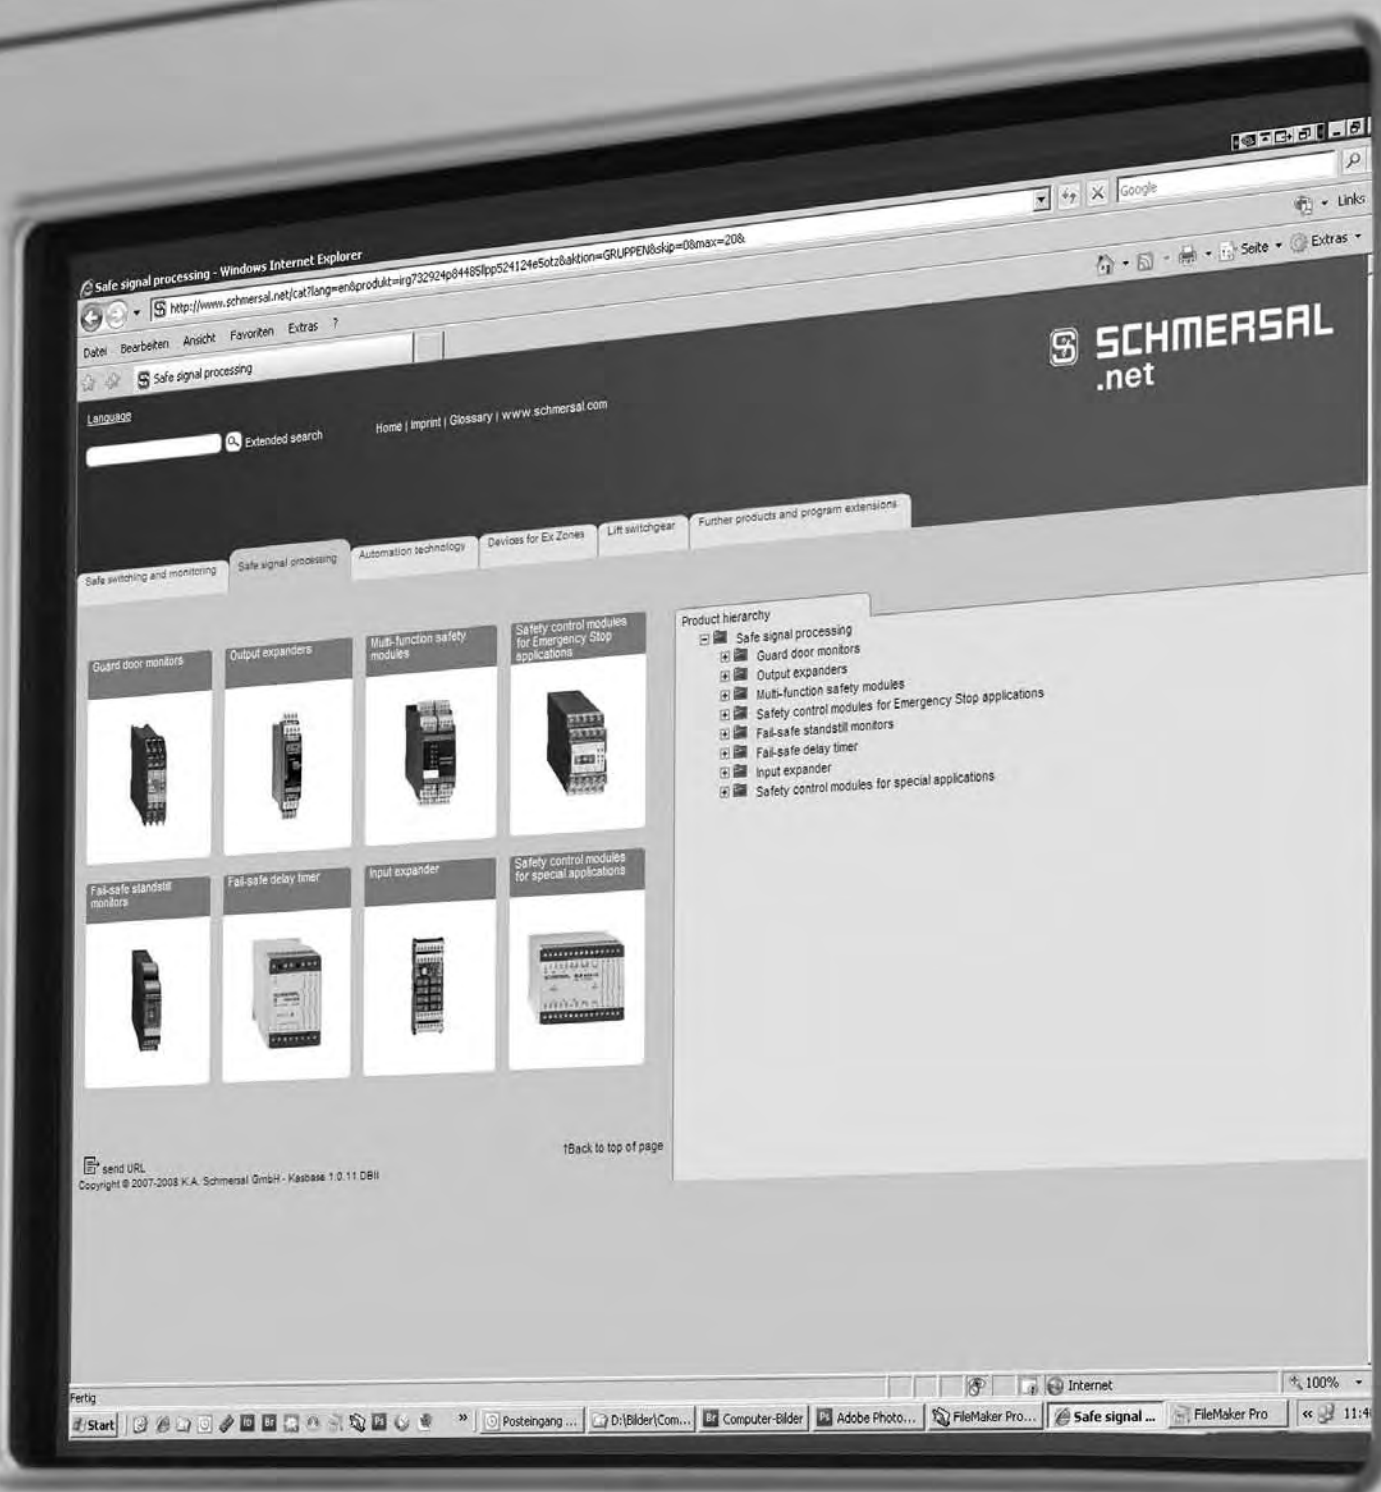 Safe signal processing - Windows Internet Explorer
http://www.schmersal.net/cat?lang=en&produkt=irg732924p84485llpp524124e5otz&aktion=GRUPPEN&skip=0&max=20&
Google
Datei Bearbeiten Ansicht Favoriten Extras ?
Links
Safe signal processing
Seite Extras
SCHMERSAL
.net
Language
Extended search
Home | Imprint | Glossary | www.schmersal.com
Safe switching and monitoring
Safe signal processing
Automation technology
Devices for Ex Zones
Lift switchgear
Further products and program extensions
Guard door monitors
Output expanders
Multi-function safety
modules
Safety control modules
for Emergency Stop
applications
Fail-safe standstill
monitors
Fail-safe delay timer
Input expander
Safety control modules
for special applications
SCHMERSAL
Product hierarchy
Safe signal processing
Guard door monitors
Output expanders
Multi-function safety modules
Safety control modules for Emergency Stop applications
Fail-safe standstill monitors
Fail-safe delay timer
Input expander
Safety control modules for special applications
↑Back to top of page
send URL
Copyright © 2007-2008 K.A. Schmersal GmbH - Kasbase 1.0.11 DBII
Fertig
Internet
100%
Start
Posteingang ...
D:\Bilder\Com...
Computer-Bilder
Adobe Photo...
FileMaker Pro...
Safe signal ...
FileMaker Pro